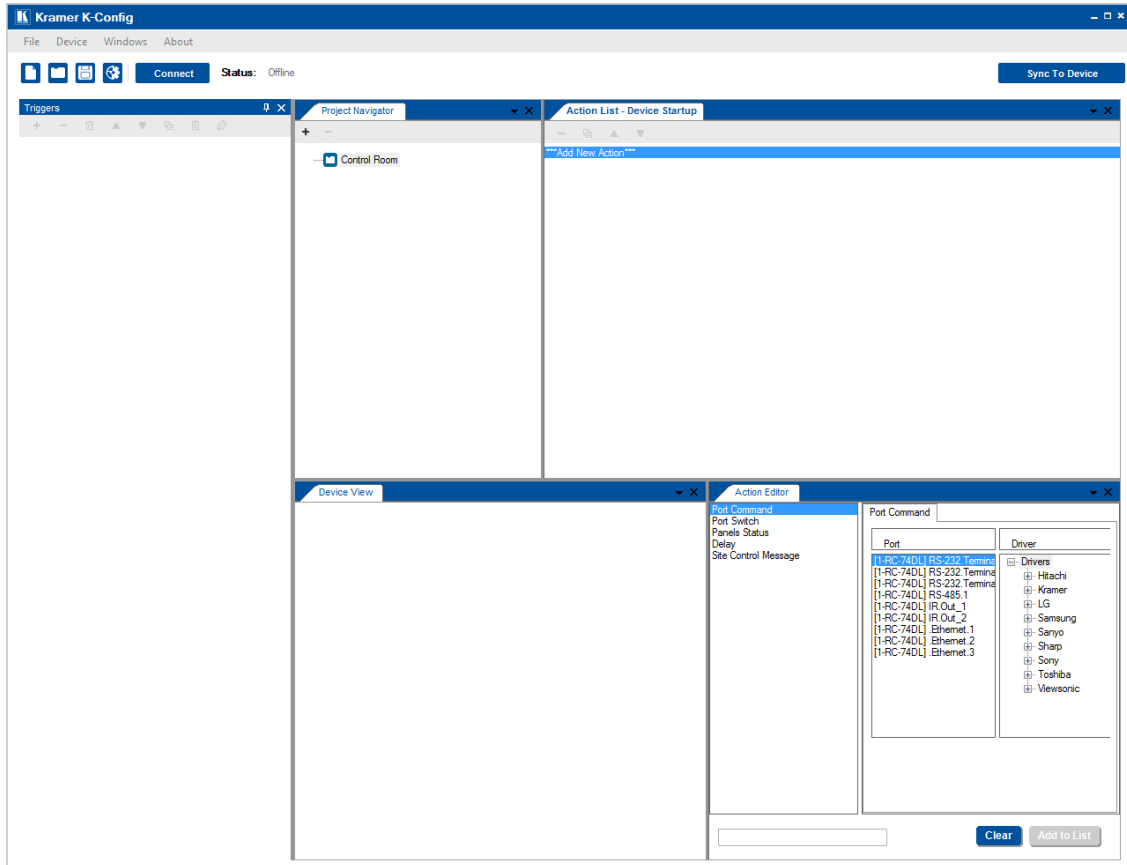 Kramer K-Config
File Device Windows About
Connect Status: Offline Sync To Device
Triggers
Project Navigator
Control Room
Action List - Device Startup
***Add New Action***
Device View
Action Editor
Port Command
Port Switch
Panels Status
Delay
Site Control Message
Port Command
Port
[1-RC-74DL] RS-232.Termina
[1-RC-74DL] RS-232.Termina
[1-RC-74DL] RS-232.Termina
[1-RC-74DL] RS-485.1
[1-RC-74DL] IR.Out_1
[1-RC-74DL] IR.Out_2
[1-RC-74DL] .Ethernet.1
[1-RC-74DL] .Ethernet.2
[1-RC-74DL] .Ethernet.3
Driver
Drivers
Hitachi
Kramer
LG
Samsung
Sanyo
Sharp
Sony
Toshiba
Viewsonic
Clear Add to List